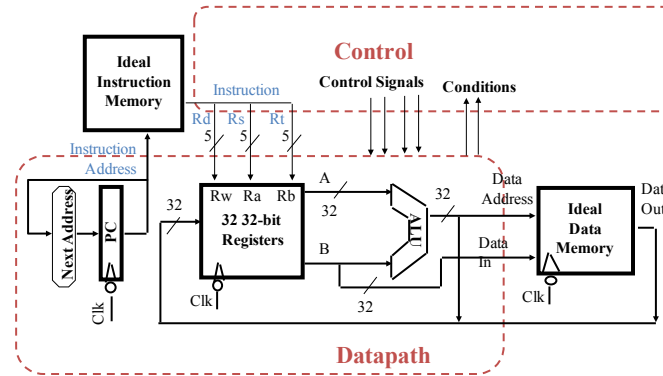 Control
Ideal
Instruction
Memory
Instruction
Control Signals
Conditions
Rd
Rs
Rt
5
5
5
Instruction
Address
Rw Ra Rb
32 32-bit
Registers
32
A
32
B
32
ALU
32
Data
Address
Data
In
Ideal
Data
Memory
Out
Next Address
PC
Clk
Clk
Clk
Datapath